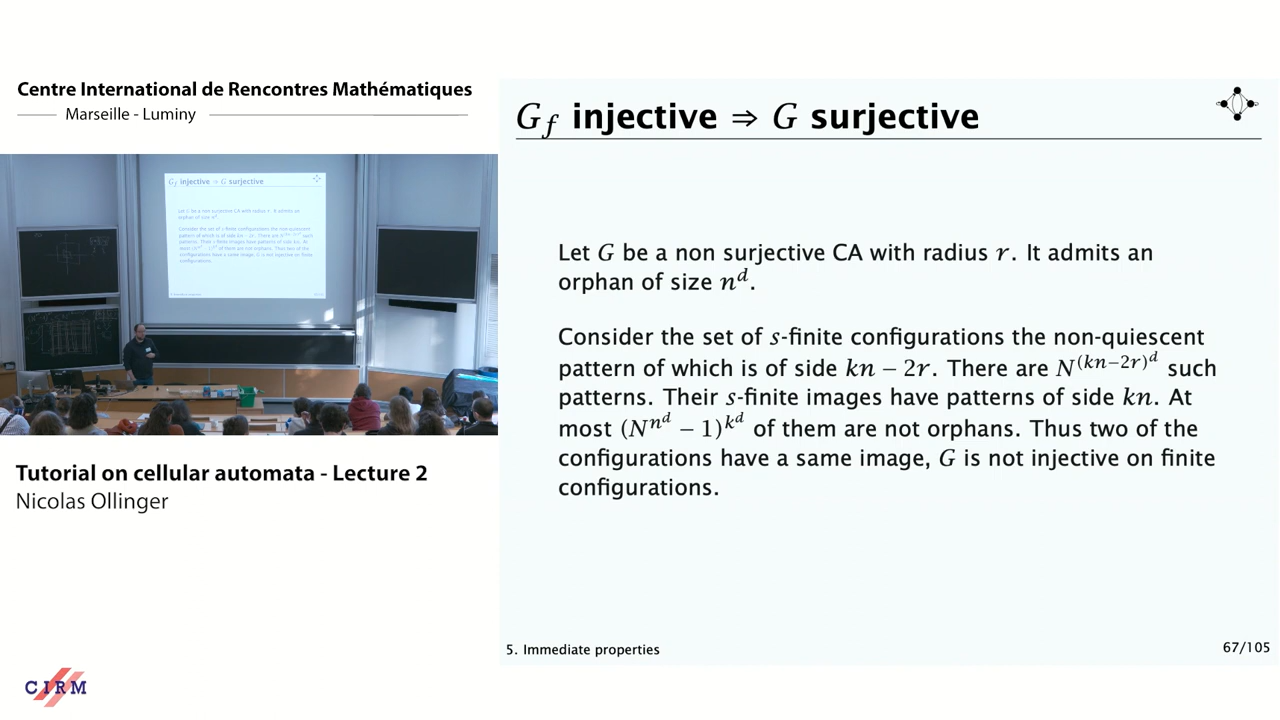 Centre International de Rencontres Mathématiques
Marseille - Luminy
G_f injective ⇒ G surjective
Let G be a non surjective CA with radius r. It admits an
orphan of size n^d.
Consider the set of s-finite configurations the non-quiescent
pattern of which is of side kn − 2r. There are N^{(kn−2r)^d} such
patterns. Their s-finite images have patterns of side kn. At
most (N^{n^d} − 1)^{k^d} of them are not orphans. Thus two of the
configurations have a same image, G is not injective on finite
configurations.
5. Immediate properties
67/105
G_f injective ⇒ G surjective
Tutorial on cellular automata - Lecture 2
Nicolas Ollinger
CIRM